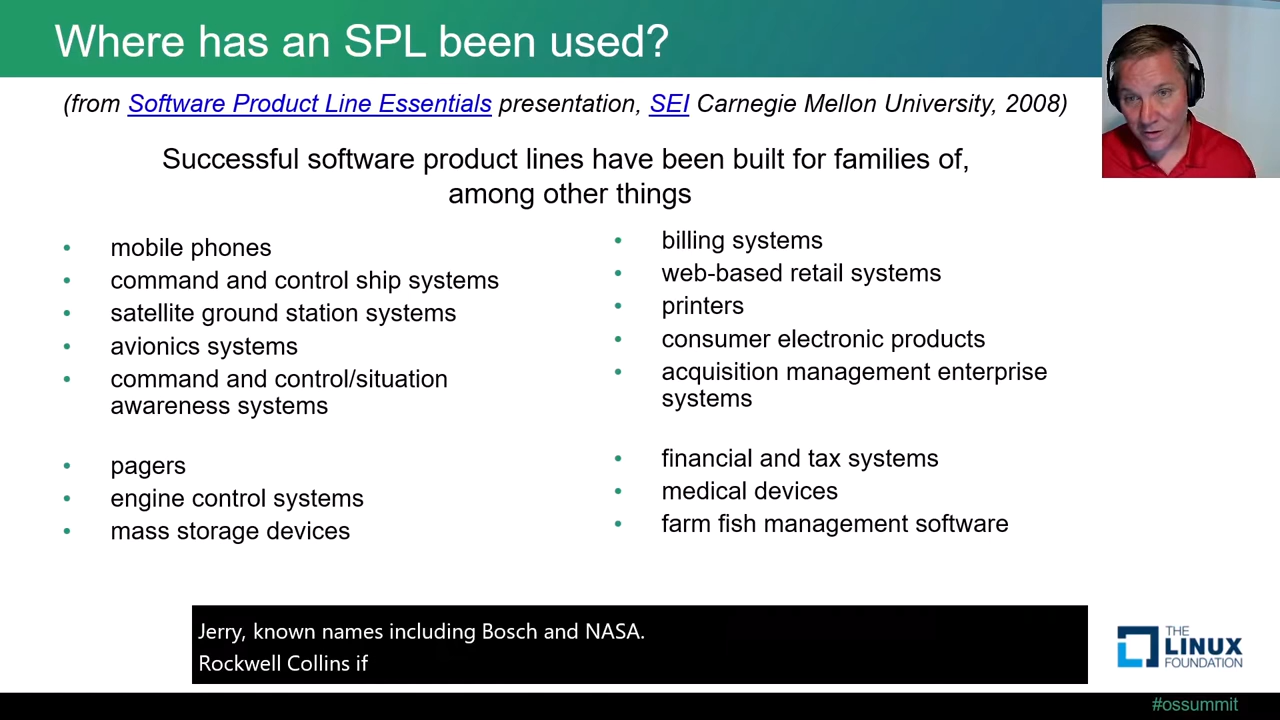 Where has an SPL been used?
(from Software Product Line Essentials presentation, SEI Carnegie Mellon University, 2008)
Successful software product lines have been built for families of,
among other things
• mobile phones
• command and control ship systems
• satellite ground station systems
• avionics systems
• command and control/situation
awareness systems
• pagers
• engine control systems
• mass storage devices
• billing systems
• web-based retail systems
• printers
• consumer electronic products
• acquisition management enterprise
systems
• financial and tax systems
• medical devices
• farm fish management software
Jerry, known names including Bosch and NASA.
Rockwell Collins if
THE
LINUX
FOUNDATION
#ossummit